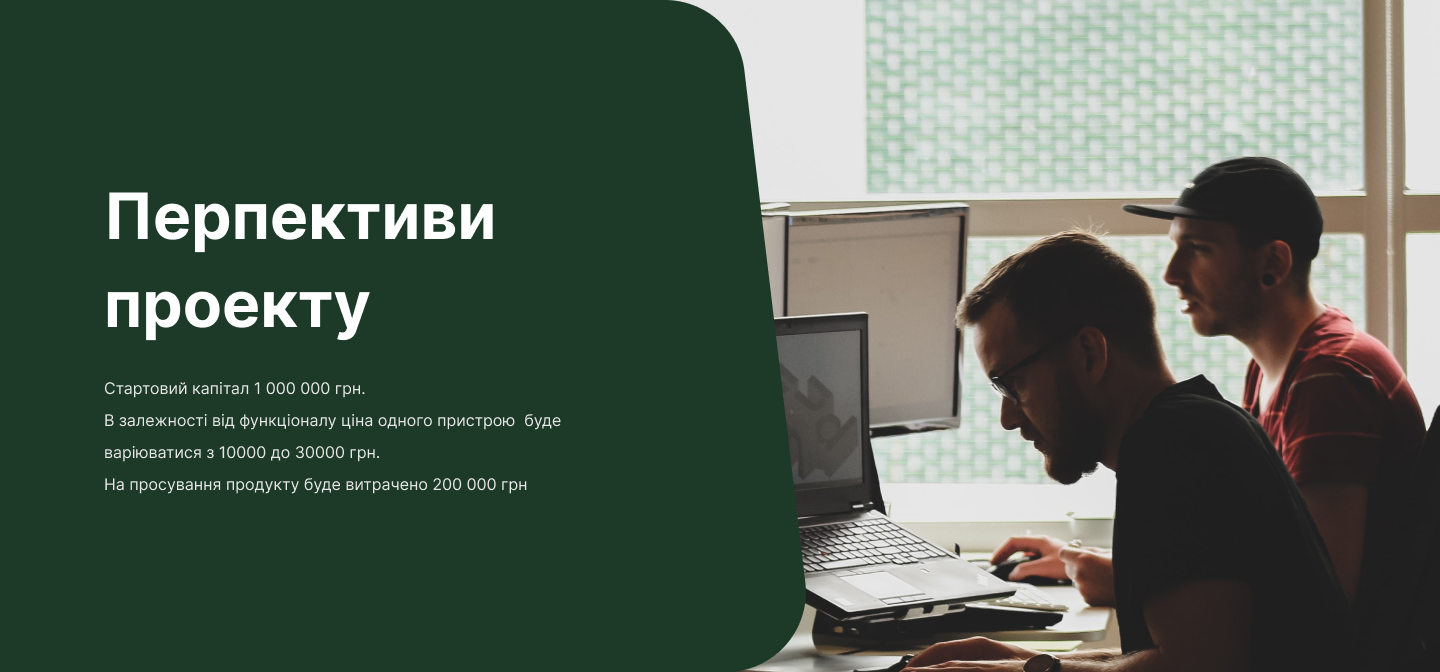 Перпективи
проекту
Стартовий капітал 1 000 000 грн.
В залежності від функціоналу ціна одного пристрою  буде
варіюватися з 10000 до 30000 грн.
На просування продукту буде витрачено 200 000 грн